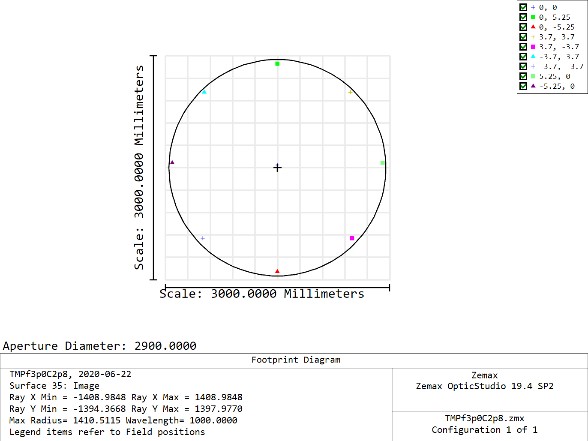 + 0, 0
0, 5.25
0, -5.25
3.7, 3.7
3.7, -3.7
-3.7, 3.7
-3.7, -3.7
5.25, 0
-5.25, 0
Scale: 3000.0000 Millimeters
Scale: 3000.0000 Millimeters
Aperture Diameter: 2900.0000
Footprint Diagram
TMPf3p0C2p8, 2020-06-22
Surface 35: Image
Ray X Min = -1408.9848 Ray X Max = 1408.9848
Ray Y Min = -1394.3668 Ray Y Max = 1397.9770
Max Radius= 1410.5115 Wavelength= 1000.0000
Legend items refer to Field positions
Zemax
Zemax OpticStudio 19.4 SP2
TMPf3p0C2p8.zmx
Configuration 1 of 1